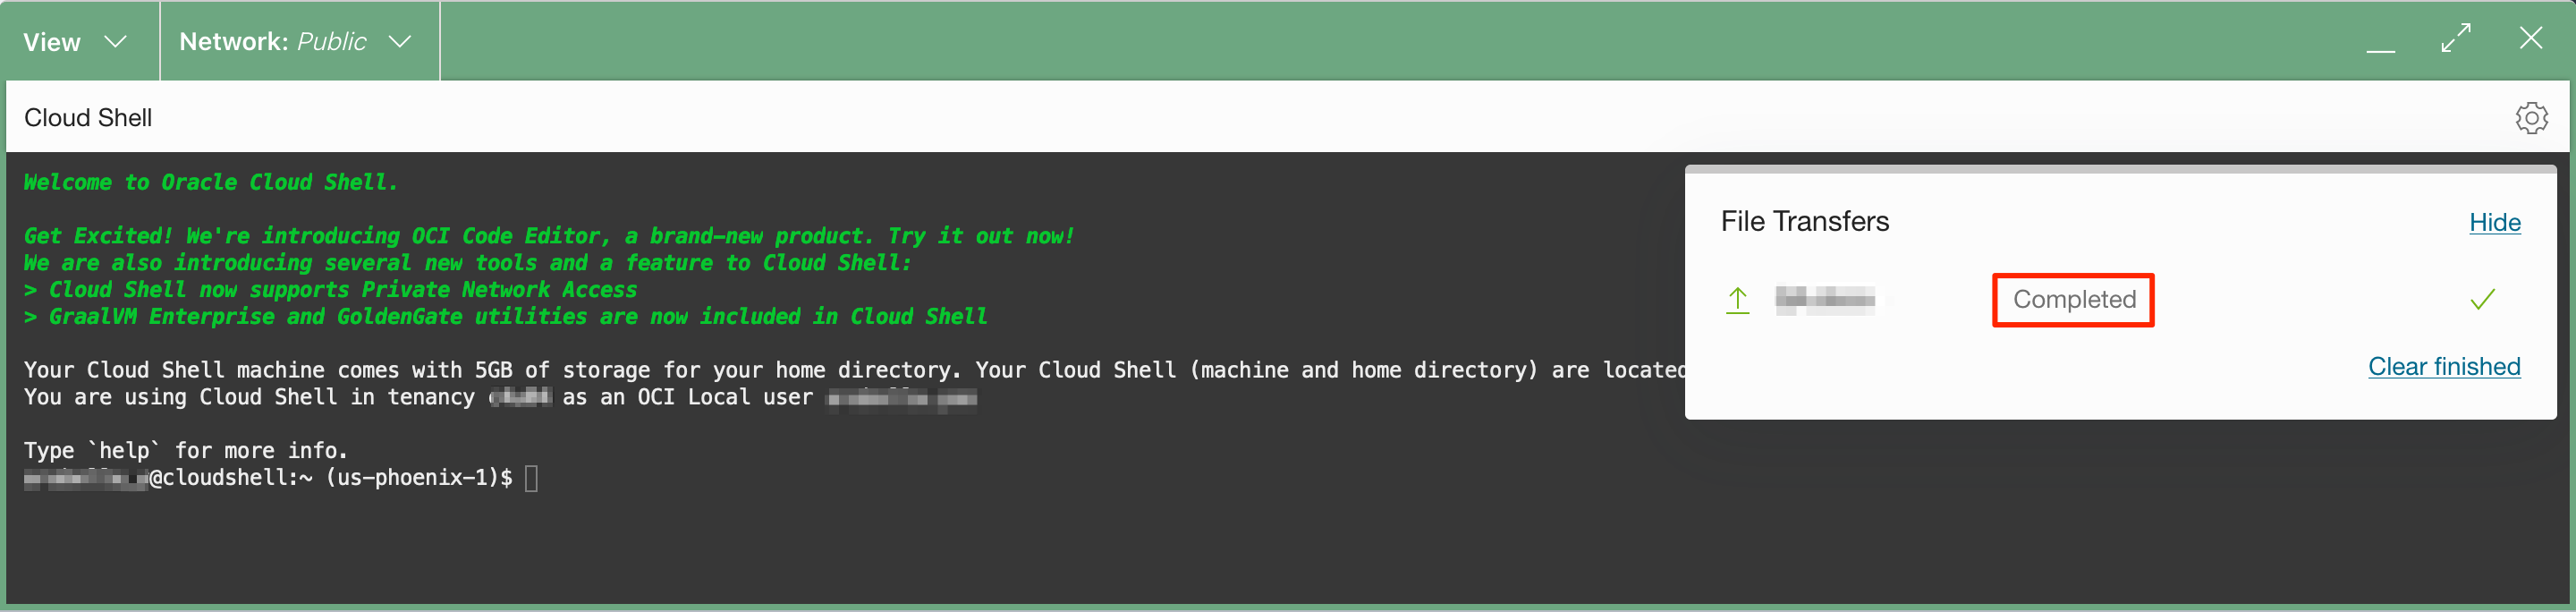 View
Network: Public
Cloud Shell
Welcome to Oracle Cloud Shell.
Get Excited! We're introducing OCI Code Editor, a brand-new product. Try it out now!
We are also introducing several new tools and a feature to Cloud Shell:
> Cloud Shell now supports Private Network Access
> GraalVM Enterprise and GoldenGate utilities are now included in Cloud Shell
Your Cloud Shell machine comes with 5GB of storage for your home directory. Your Cloud Shell (machine and home directory) are located
You are using Cloud Shell in tenancy as an OCI Local user
Type `help` for more info.
@cloudshell:~ (us-phoenix-1)$
File Transfers
Hide
Completed
Clear finished